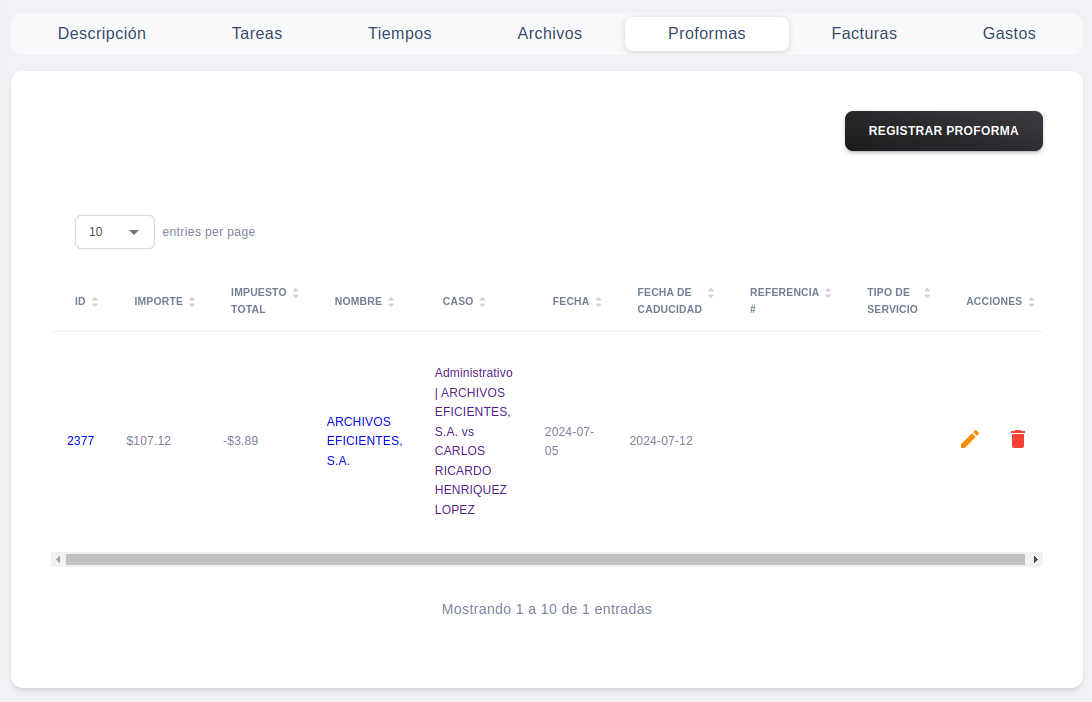 Descripción Tareas Tiempos Archivos Proformas Facturas Gastos
REGISTRAR PROFORMA
10 entries per page
ID IMPORTE IMPUESTO TOTAL NOMBRE CASO FECHA FECHA DE CADUCIDAD REFERENCIA # TIPO DE SERVICIO ACCIONES
2377
$107.12
-$3.89
ARCHIVOS
EFICIENTES,
S.A.
Administrativo
| ARCHIVOS
EFICIENTES,
S.A. vs
CARLOS
RICARDO
HENRIQUEZ
LOPEZ
2024-07-
05
2024-07-12
Mostrando 1 a 10 de 1 entradas